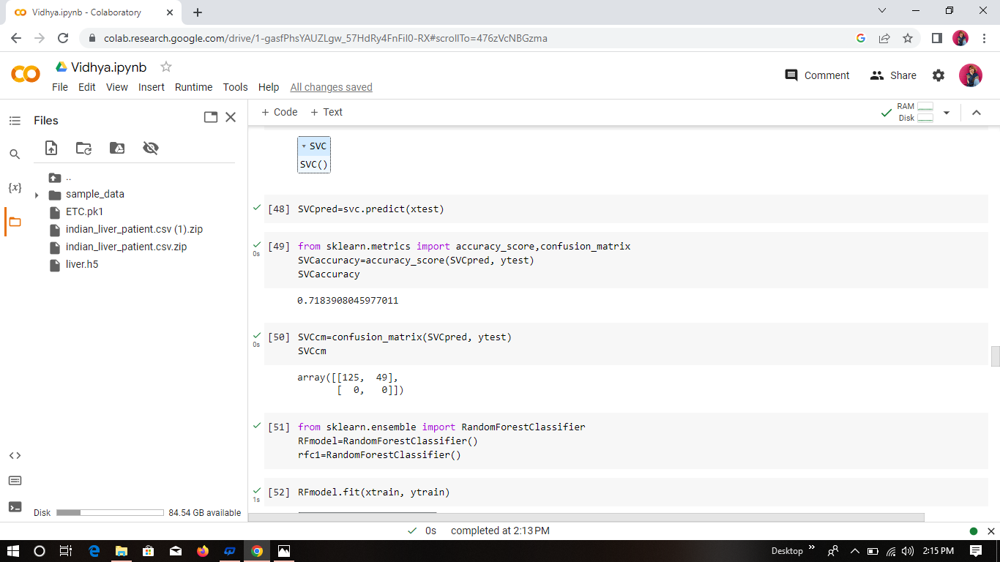 Vidhya.ipynb - Colaboratory
colab.research.google.com/drive/1-gasfPhsYAUZLgw_57HdRy4FnFil0-RX#scrollTo=476zVcNBGzma
Vidhya.ipynb
Comment
Share
File Edit View Insert Runtime Tools Help All changes saved
Files
+ Code + Text
RAM
Disk
..
sample_data
ETC.pk1
indian_liver_patient.csv (1).zip
indian_liver_patient.csv.zip
liver.h5
{x}
SVC
SVC()
[48] SVCpred=svc.predict(xtest)
[49] from sklearn.metrics import accuracy_score,confusion_matrix
0s
SVCaccuracy=accuracy_score(SVCpred, ytest)
SVCaccuracy
0.7183908045977011
[50] SVCcm=confusion_matrix(SVCpred, ytest)
0s
SVCcm
array([[125, 49],
[ 0, 0]])
[51] from sklearn.ensemble import RandomForestClassifier
RFmodel=RandomForestClassifier()
rfc1=RandomForestClassifier()
[52] RFmodel.fit(xtrain, ytrain)
1s
Disk 84.54 GB available
0s completed at 2:13 PM
Desktop 2:15 PM